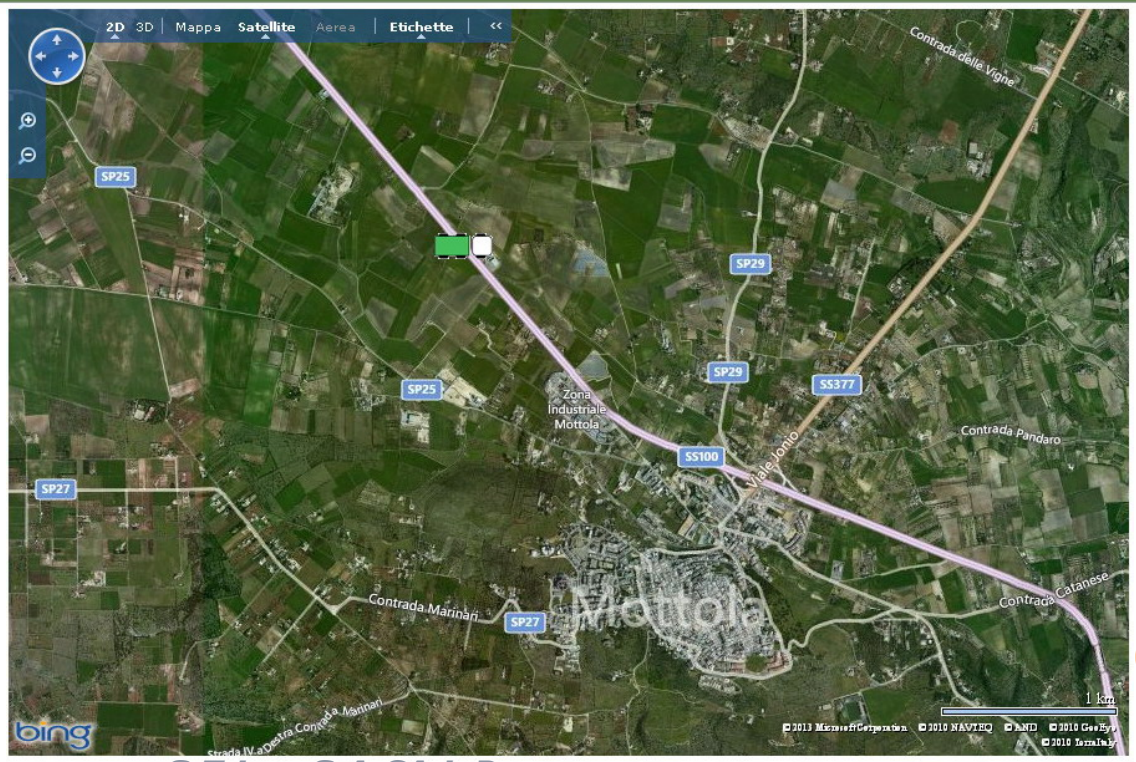 2D 3D Mappa Satellite Aerea Etichette <<
Contrada delle Vigne
SP25
SP29
SP29
SS377
SP25
Zona
Industriale
Mottola
Contrada Pandaro
Viale Jonio
SS100
SP27
Contrada Catanese
Contrada Marinari
Mottola
SP27
1 km
Strada IV.a Destra Contrada Marinari
bing
© 2013 Microsoft Corporation © 2010 NAVTEQ © AND © 2010 GeoEye
© 2010 TerraItaly